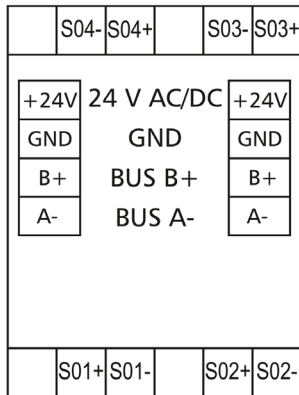 S04- S04+ S03- S03+
+24V 24 V AC/DC +24V
GND GND GND
B+ BUS B+ B+
A- BUS A- A-
S01+ S01- S02+ S02-